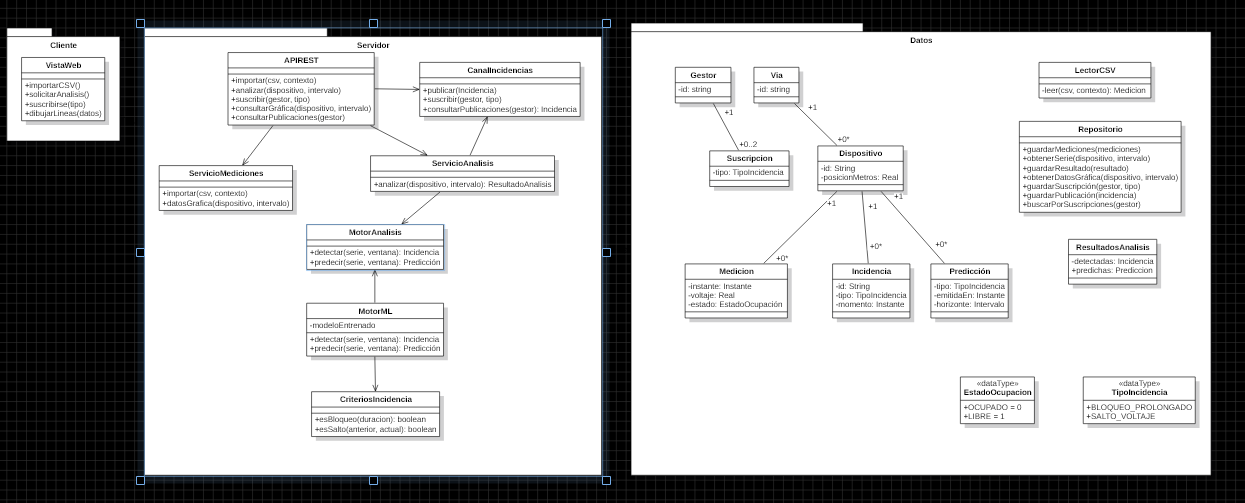 Cliente
VistaWeb
+importarCSV()
+solicitarAnalisis()
+suscribirse(tipo)
+dibujarLineas(datos)
Servidor
APIREST
+importar(csv, contexto)
+analizar(dispositivo, intervalo)
+suscribir(gestor, tipo)
+consultarGráfica(dispositivo, intervalo)
+consultarPublicaciones(gestor)
CanalIncidencias
+publicar(Incidencia)
+suscribir(gestor, tipo)
+consultarPublicaciones(gestor): Incidencia
ServicioMediciones
+importar(csv, contexto)
+datosGrafica(dispositivo, intervalo)
ServicioAnalisis
+analizar(dispositivo, intervalo): ResultadoAnalisis
MotorAnalisis
+detectar(serie, ventana): Incidencia
+predecir(serie, ventana): Predicción
MotorML
-modeloEntrenado
+detectar(serie, ventana): Incidencia
+predecir(serie, ventana): Predicción
CriteriosIncidencia
+esBloqueo(duracion): boolean
+esSalto(anterior, actual): boolean
Datos
Gestor
-id: string
Via
-id: string
+1
+1
+0..2
+0*
Suscripcion
-tipo: TipoIncidencia
Dispositivo
-id: String
-posicionMetros: Real
+1
+1
+1
+0*
+0*
+0*
Medicion
-instante: Instante
-voltaje: Real
-estado: EstadoOcupación
Incidencia
-id: String
-tipo: TipoIncidencia
-momento: Instante
Predicción
-tipo: TipoIncidencia
-emitidaEn: Instante
-horizonte: Intervalo
LectorCSV
-leer(csv, contexto): Medicion
Repositorio
+guardarMediciones(mediciones)
+obtenerSerie(dispositivo, intervalo)
+guardarResultado(resultado)
+obtenerDatosGráfica(dispositivo, intervalo)
+guardarSuscripción(gestor, tipo)
+guardarPublicación(incidencia)
+buscarPorSuscripciones(gestor)
ResultadosAnalisis
-detectadas: Incidencia
+predichas: Prediccion
«dataType»
EstadoOcupacion
+OCUPADO = 0
+LIBRE = 1
«dataType»
TipoIncidencia
+BLOQUEO_PROLONGADO
+SALTO_VOLTAJE